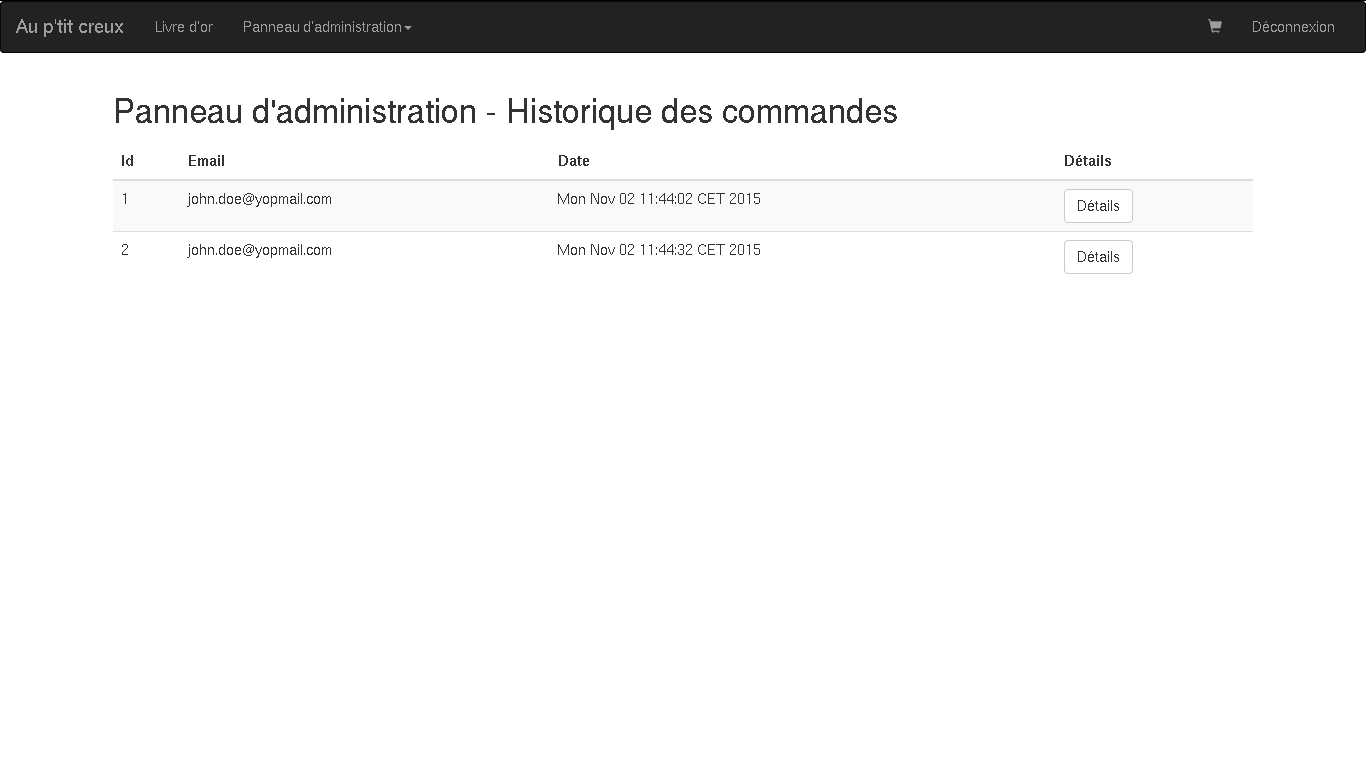 Au p'tit creux Livre d'or Panneau d'administration Déconnexion
Panneau d'administration - Historique des commandes
Id Email Date Détails
1 john.doe@yopmail.com Mon Nov 02 11:44:02 CET 2015 Détails
2 john.doe@yopmail.com Mon Nov 02 11:44:32 CET 2015 Détails